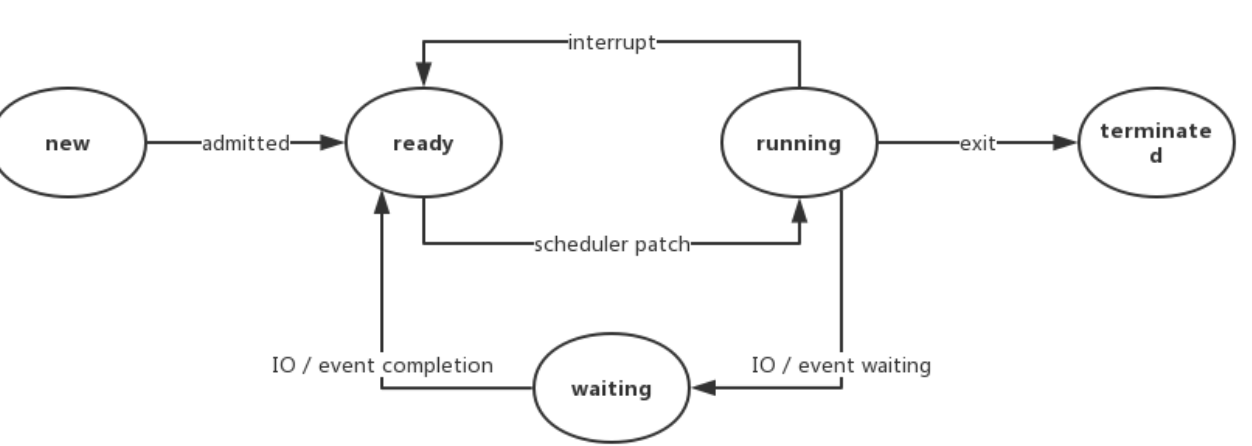 interrupt
new
admitted
ready
running
exit
terminate
d
scheduler patch
IO / event completion
IO / event waiting
waiting